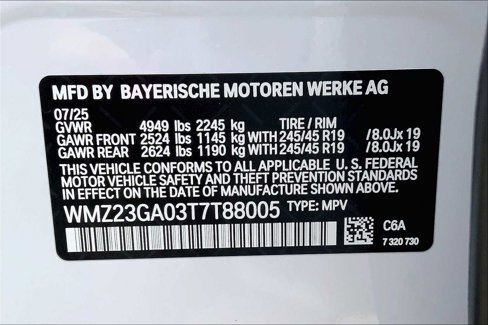 MFD BY BAYERISCHE MOTOREN WERKE AG
07/25
GVWR 4949 lbs 2245 kg TIRE / RIM
GAWR FRONT 2524 lbs 1145 kg WITH 245/45 R19 /8.0Jx 19
GAWR REAR 2624 lbs 1190 kg WITH 245/45 R19 /8.0Jx 19
THIS VEHICLE CONFORMS TO ALL APPLICABLE U. S. FEDERAL
MOTOR VEHICLE SAFETY AND THEFT PREVENTION STANDARDS
IN EFFECT ON THE DATE OF MANUFACTURE SHOWN ABOVE.
WMZ23GA03T7T88005 TYPE: MPV
C6A
7 320 730